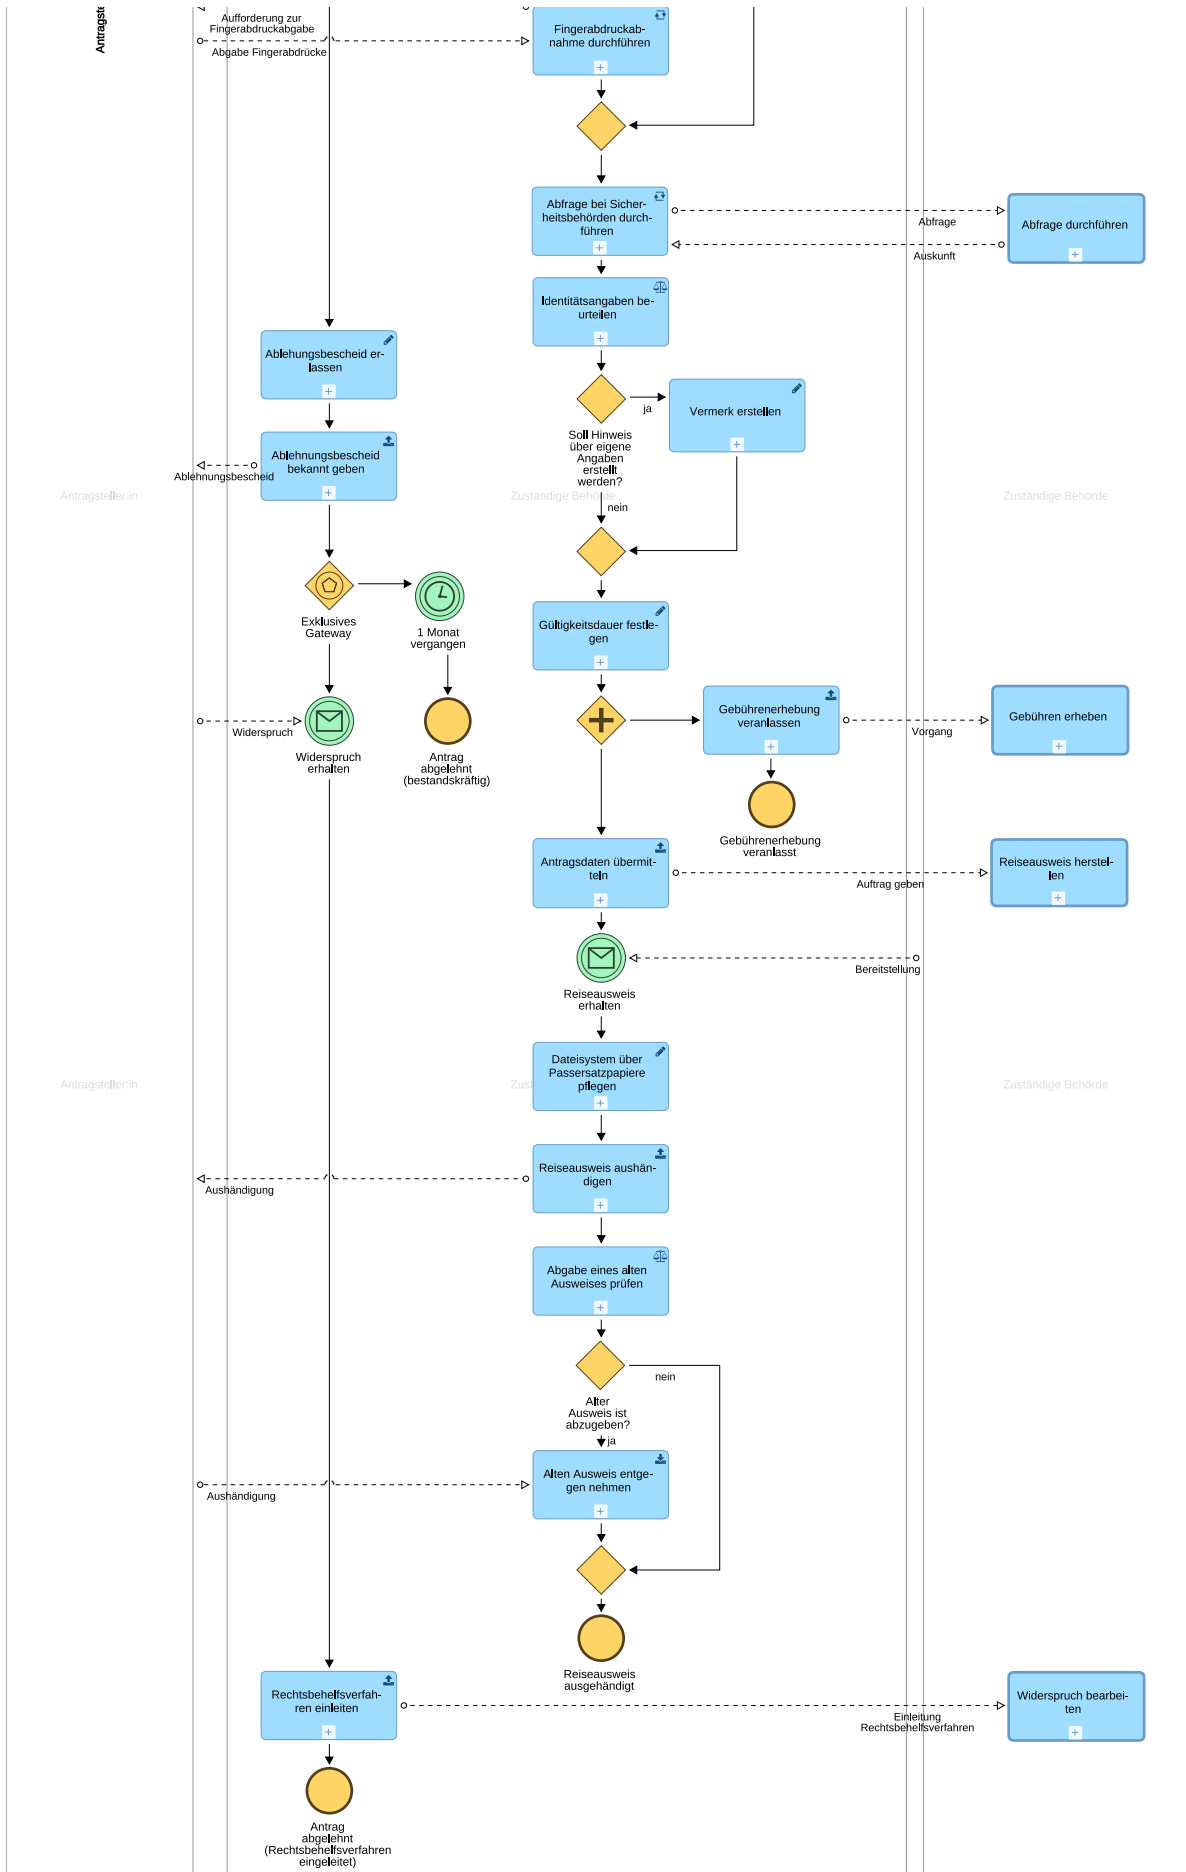 Antragste
Aufforderung zur
Fingerabdruckabgabe
Abgabe Fingerabdrücke
Fingerabdruckab-
nahme durchführen
Abfrage bei Sicher-
heitsbehörden durch-
führen
Abfrage
Auskunft
Abfrage durchführen
Identitätsangaben be-
urteilen
Ablehungsbescheid er-
lassen
ja
Vermerk erstellen
Soll Hinweis
über eigene
Angaben
erstellt
werden?
Ablehnungsbescheid
bekannt geben
Ablehnungsbescheid
Antragsteller:in
Zuständige Behörde
Zuständige Behörde
nein
Exklusives
Gateway
1 Monat
vergangen
Gültigkeitsdauer festle-
gen
Gebührenerhebung
veranlassen
Vorgang
Gebühren erheben
Widerspruch
Widerspruch
erhalten
Antrag
abgelehnt
(bestandskräftig)
Gebührenerhebung
veranlasst
Antragsdaten übermit-
teln
Auftrag geben
Reiseausweis herstel-
len
Bereitstellung
Reiseausweis
erhalten
Dateisystem über
Passersatzpapiere
pflegen
Antragsteller:in
Zust
Zuständige Behörde
Reiseausweis aushän-
digen
Aushändigung
Abgabe eines alten
Ausweises prüfen
nein
Alter
Ausweis ist
abzugeben?
ja
Alten Ausweis entge-
gen nehmen
Aushändigung
Reiseausweis
ausgehändigt
Rechtsbehelfsverfah-
ren einleiten
Einleitung
Rechtsbehelfsverfahren
Widerspruch bearbei-
ten
Antrag
abgelehnt
(Rechtsbehelfsverfahren
eingeleitet)